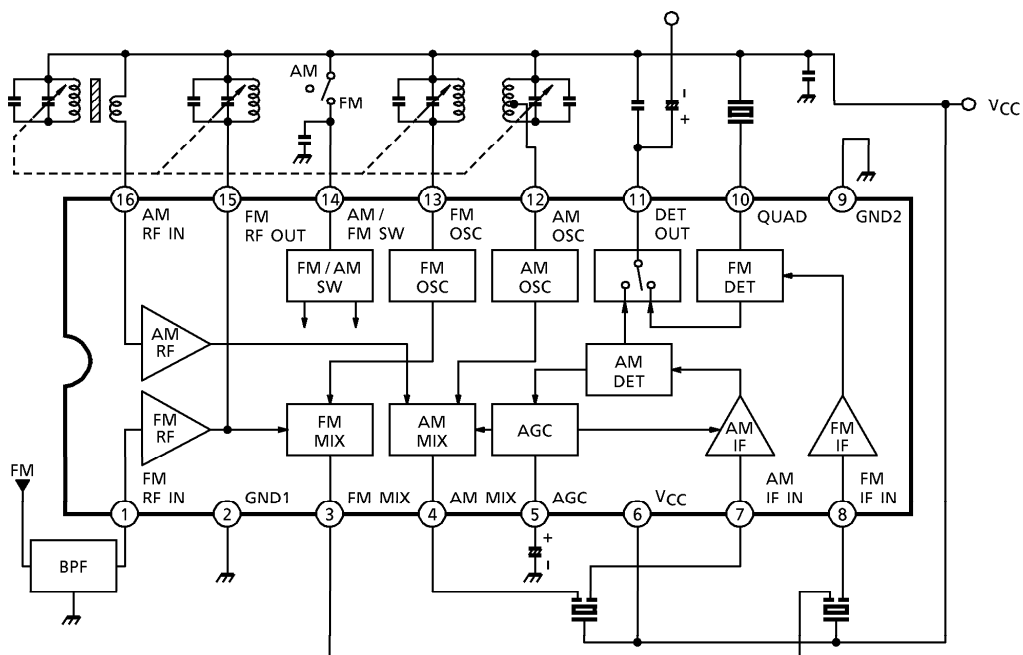 AM
FM
+
VCC
16
15
14
13
12
11
10
9
AM
RF IN
FM
RF OUT
AM /
FM SW
FM
OSC
AM
OSC
DET
OUT
QUAD
GND2
FM / AM
SW
FM
OSC
AM
OSC
FM
DET
AM
RF
AM
DET
FM
RF
FM
MIX
AM
MIX
AGC
AM
IF
FM
IF
FM
FM
RF IN
GND1
FM MIX
AM MIX
AGC
VCC
AM
IF IN
FM
IF IN
1
2
3
4
5
6
7
8
+
BPF